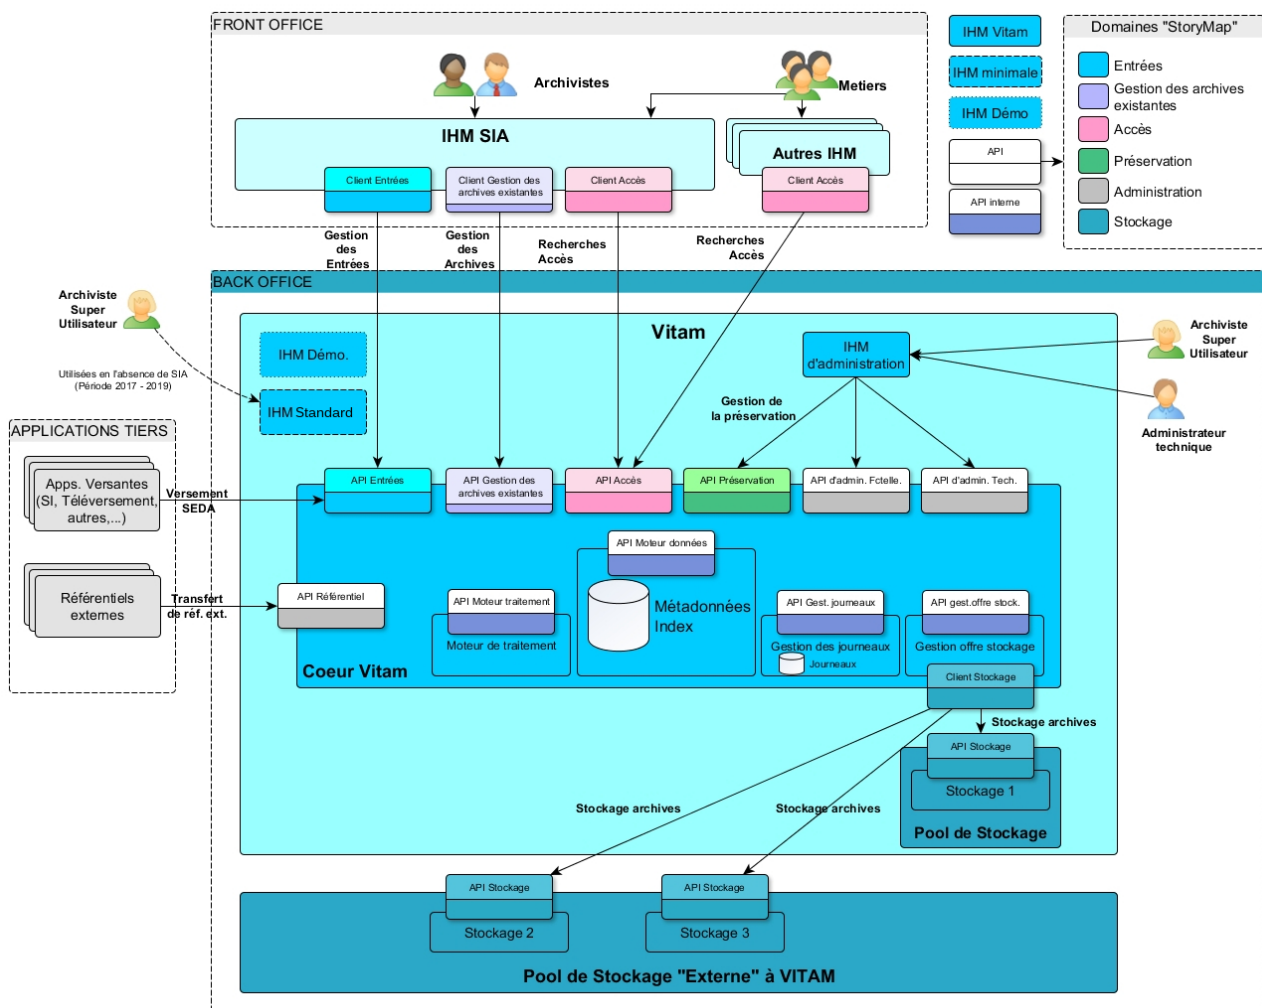 FRONT OFFICE
Archivistes
Metiers
IHM SIA
Autres IHM
Client Entrées
Client Gestion des
archives existantes
Client Accès
Client Accès
IHM Vitam
IHM minimale
IHM Démo
API
API interne
Domaines "StoryMap"
Entrées
Gestion des archives
existantes
Accès
Préservation
Administration
Stockage
Gestion
des
Entrées
Gestion
des
Archives
Recherches
Accès
Recherches
Accès
BACK OFFICE
Archiviste
Super
Utilisateur
Utilisées en l'absence de SIA
(Période 2017 - 2019)
Vitam
IHM Démo.
IHM Standard
IHM
d'administration
Archiviste
Super
Utilisateur
Administrateur
technique
Gestion de
la préservation
APPLICATIONS TIERS
Apps. Versantes
(SI, Téléversement,
autres,...)
Versement
SEDA
Référentiels
externes
Transfert
de réf. ext.
API Entrées
API Gestion des
archives existantes
API Accès
API Préservation
API d'admin. Fctelle.
API d'admin. Tech.
API Référentiel
API Moteur données
Métadonnées
Index
API Moteur traitement
Moteur de traitement
API Gest. journeaux
Gestion des journeaux
Journeaux
API gest.offre stock.
Gestion offre stockage
Coeur Vitam
Client Stockage
Stockage archives
API Stockage
Stockage 1
Pool de Stockage
Stockage archives
Stockage archives
API Stockage
Stockage 2
API Stockage
Stockage 3
Pool de Stockage "Externe" à VITAM